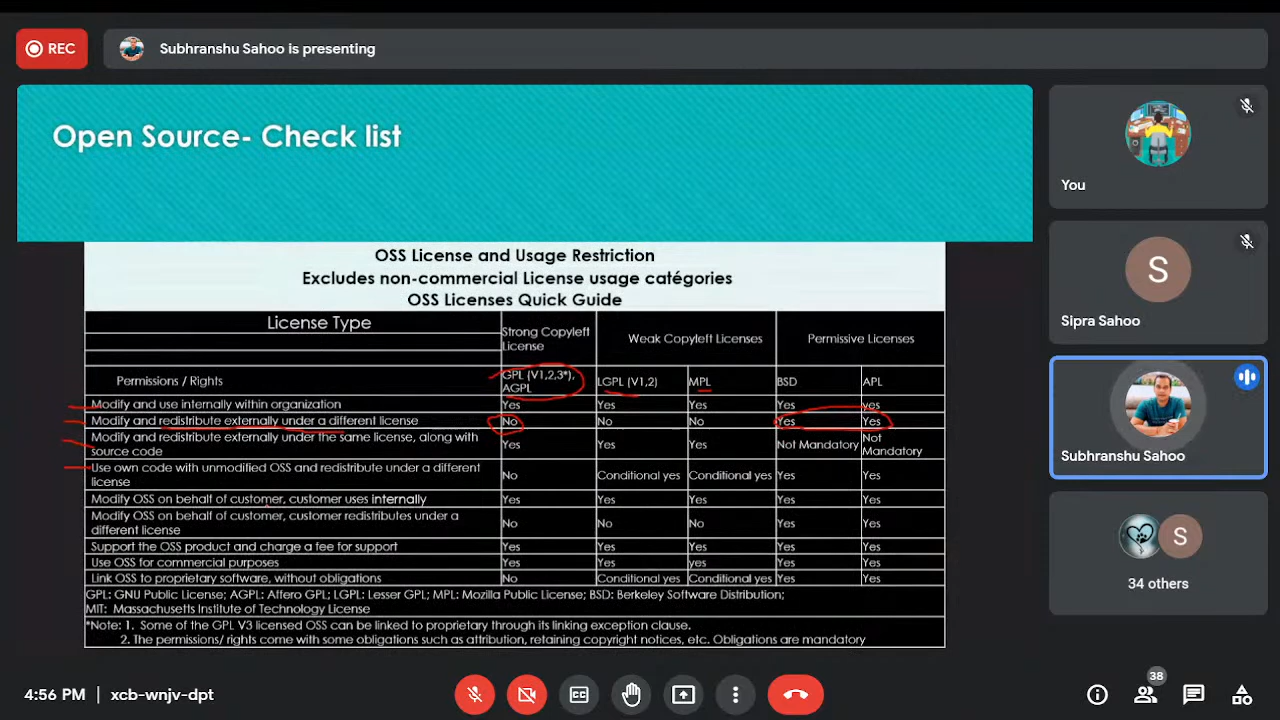 REC
Subhranshu Sahoo is presenting
Open Source- Check list
OSS License and Usage Restriction
Excludes non-commercial License usage catégories
OSS Licenses Quick Guide
License Type
Strong Copyleft
License
Weak Copyleft Licenses
Permissive Licenses
Permissions / Rights
GPL (V1,2,3*),
AGPL
LGPL (V1,2)
MPL
BSD
APL
Modify and use internally within organization
Yes
Yes
Yes
Yes
yes
Modify and redistribute externally under a different license
No
No
No
Yes
Yes
Modify and redistribute externally under the same license, along with
source code
Yes
Yes
Yes
Not Mandatory
Not
Mandatory
Use own code with unmodified OSS and redistribute under a different
license
No
Conditional yes
Conditional yes
Yes
Yes
Modify OSS on behalf of customer, customer uses internally
Yes
Yes
Yes
Yes
Yes
Modify OSS on behalf of customer, customer redistributes under a
different license
No
No
No
Yes
Yes
Support the OSS product and charge a fee for support
Yes
Yes
Yes
Yes
Yes
Use OSS for commercial purposes
Yes
Yes
yes
Yes
Yes
Link OSS to proprietary software, without obligations
No
Conditional yes
Conditional yes
Yes
Yes
GPL: GNU Public License; AGPL: Affero GPL; LGPL: Lesser GPL; MPL: Mozilla Public License; BSD: Berkeley Software Distribution;
MIT: Massachusetts Institute of Technology License
*Note: 1. Some of the GPL V3 licensed OSS can be linked to proprietary through its linking exception clause.
2. The permissions/ rights come with some obligations such as attribution, retaining copyright notices, etc. Obligations are mandatory
You
S
Sipra Sahoo
Subhranshu Sahoo
S
34 others
4:56 PM | xcb-wnjv-dpt
CC
38